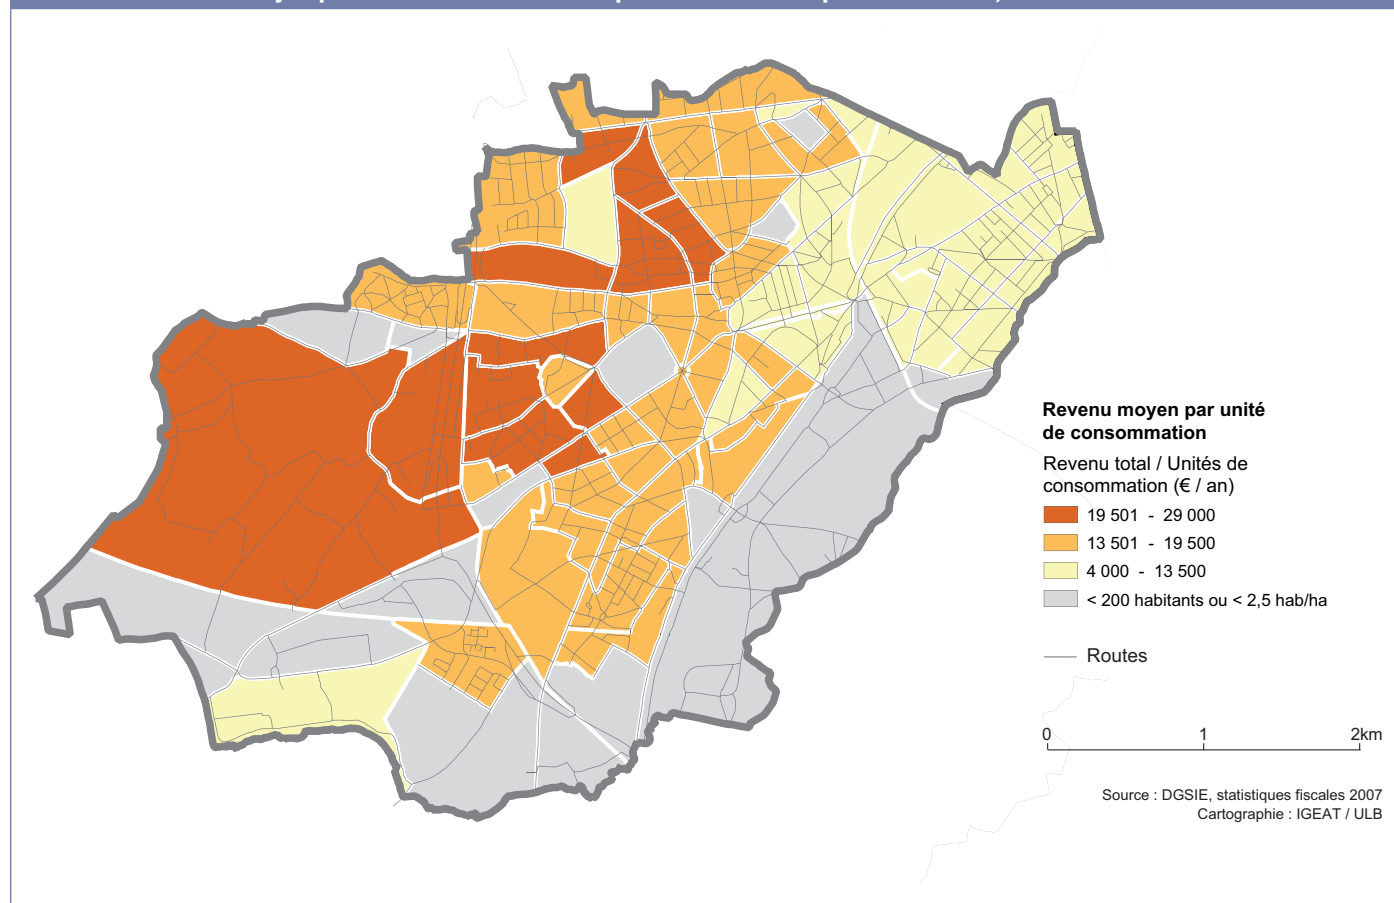 Revenu moyen par unité
de consommation
Revenu total / Unités de
consommation (€ / an)
19 501 - 29 000
13 501 - 19 500
4 000 - 13 500
< 200 habitants ou < 2,5 hab/ha
Routes
0 1 2km
Source : DGSIE, statistiques fiscales 2007
Cartographie : IGEAT / ULB